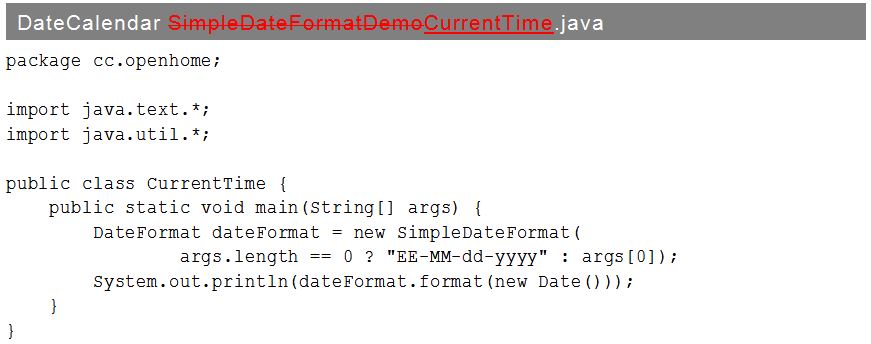 DateCalendar SimpleDateFormatDemoCurrentTime.java
package cc.openhome;
import java.text.*;
import java.util.*;
public class CurrentTime {
    public static void main(String[] args) {
        DateFormat dateFormat = new SimpleDateFormat(
                args.length == 0 ? "EE-MM-dd-yyyy" : args[0]);
        System.out.println(dateFormat.format(new Date()));
    }
}